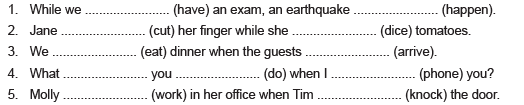 1. While we ........................ (have) an exam, an earthquake ........................ (happen).
2. Jane ........................ (cut) her finger while she ........................ (dice) tomatoes.
3. We ........................ (eat) dinner when the guests ........................ (arrive).
4. What ........................ you ........................ (do) when I ........................ (phone) you?
5. Molly ........................ (work) in her office when Tim ........................ (knock) the door.